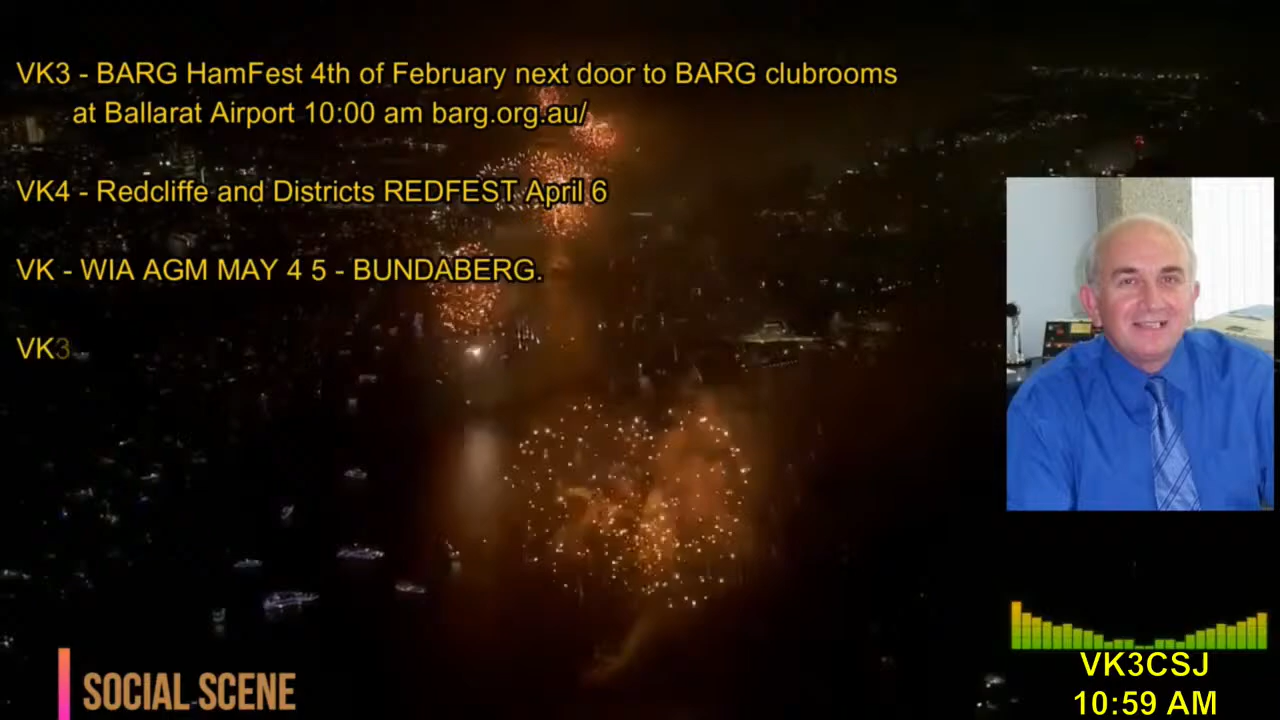 VK3 - BARG HamFest 4th of February next door to BARG clubrooms
at Ballarat Airport 10:00 am barg.org.au/
VK4 - Redcliffe and Districts REDFEST April 6
VK - WIA AGM MAY 4 5 - BUNDABERG.
VK3
SOCIAL SCENE
VK3CSJ
10:59 AM